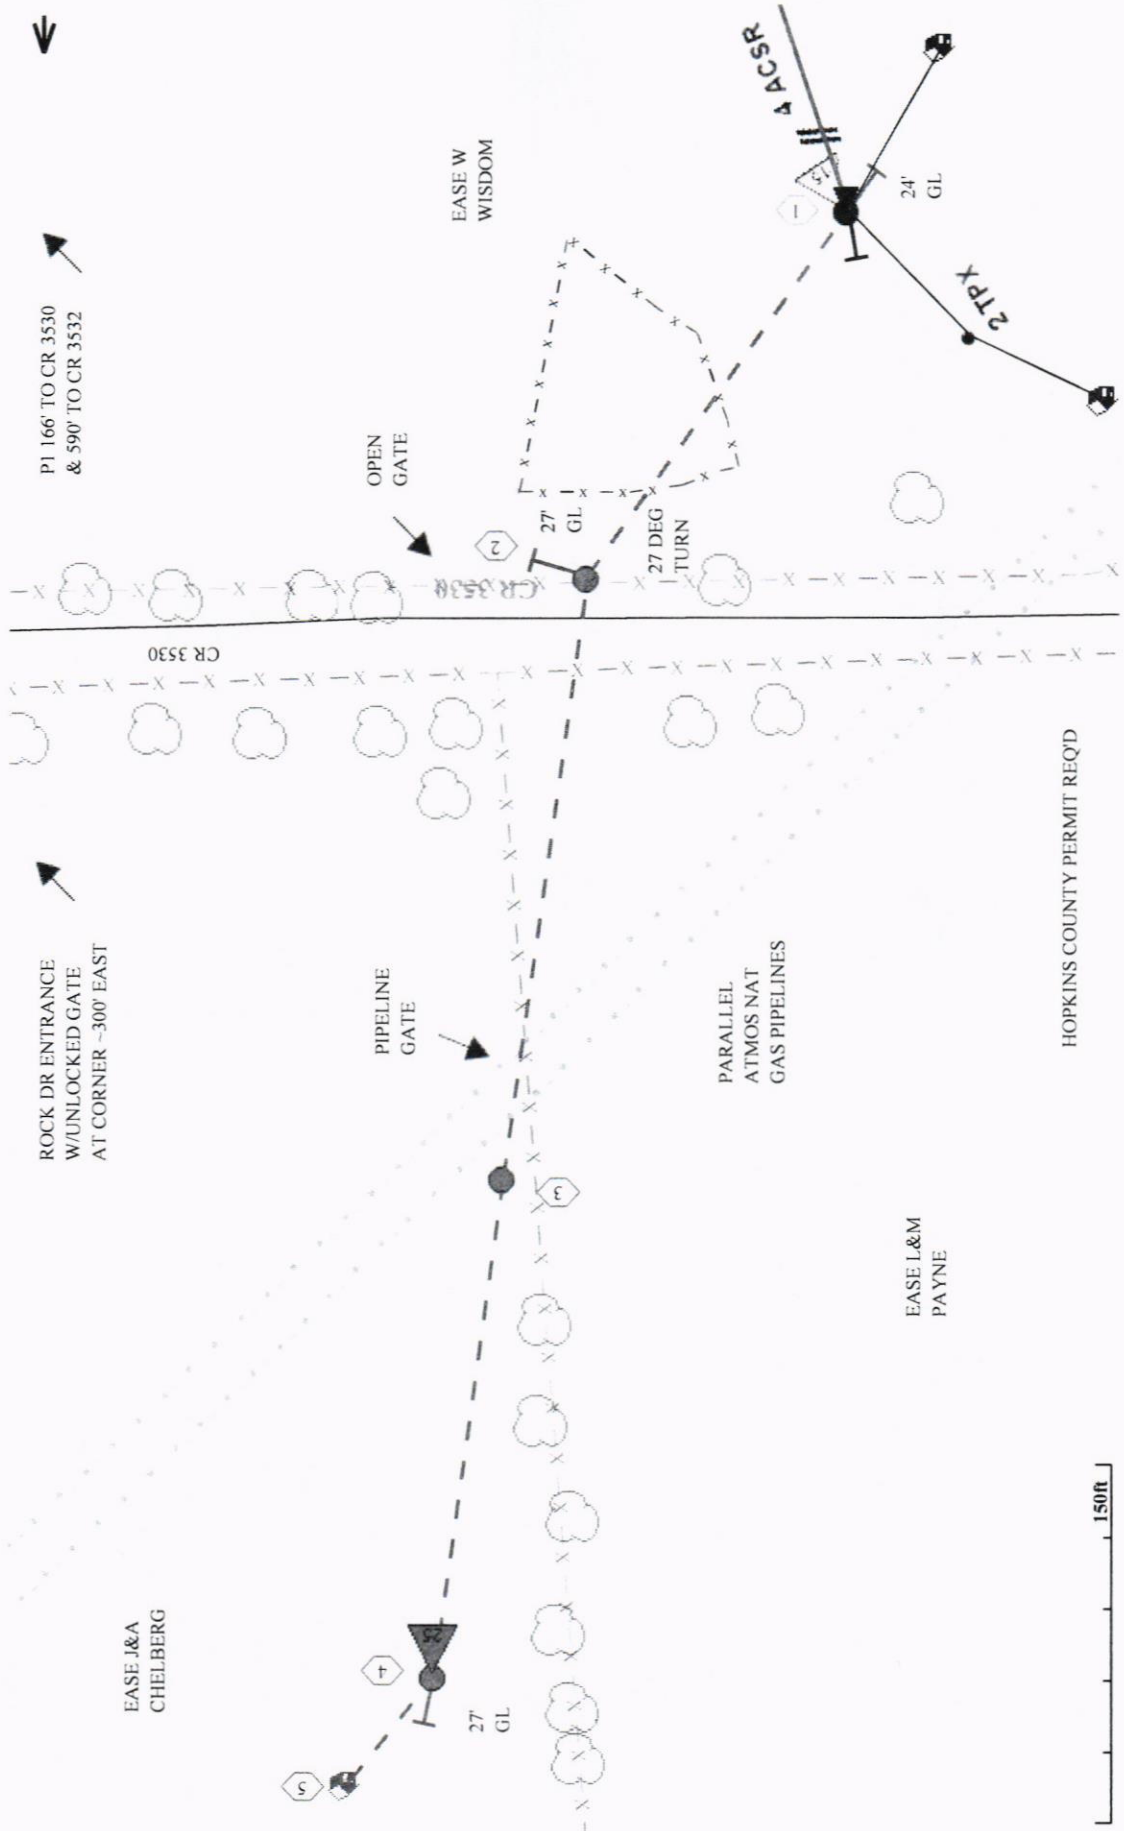 P1 166' TO CR 3530
& 590' TO CR 3532
4 ACSR
EASE W
WISDOM
15
1
24'
GL
2 TPX
OPEN
GATE
2
27'
GL
27 DEG
TURN
CR 3530
CR 3530
ROCK DR ENTRANCE
W/UNLOCKED GATE
AT CORNER ~300' EAST
PIPELINE
GATE
PARALLEL
ATMOS NAT
GAS PIPELINES
HOPKINS COUNTY PERMIT REQ'D
3
EASE L&M
PAYNE
EASE J&A
CHELBERG
25
4
27'
GL
5
150ft